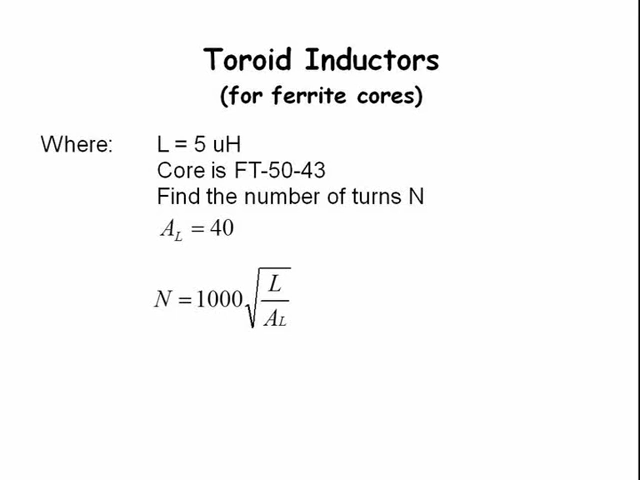 Toroid Inductors
(for ferrite cores)
Where: L = 5 uH
Core is FT-50-43
Find the number of turns N
A_L = 40
N = 1000√(L/A_L)